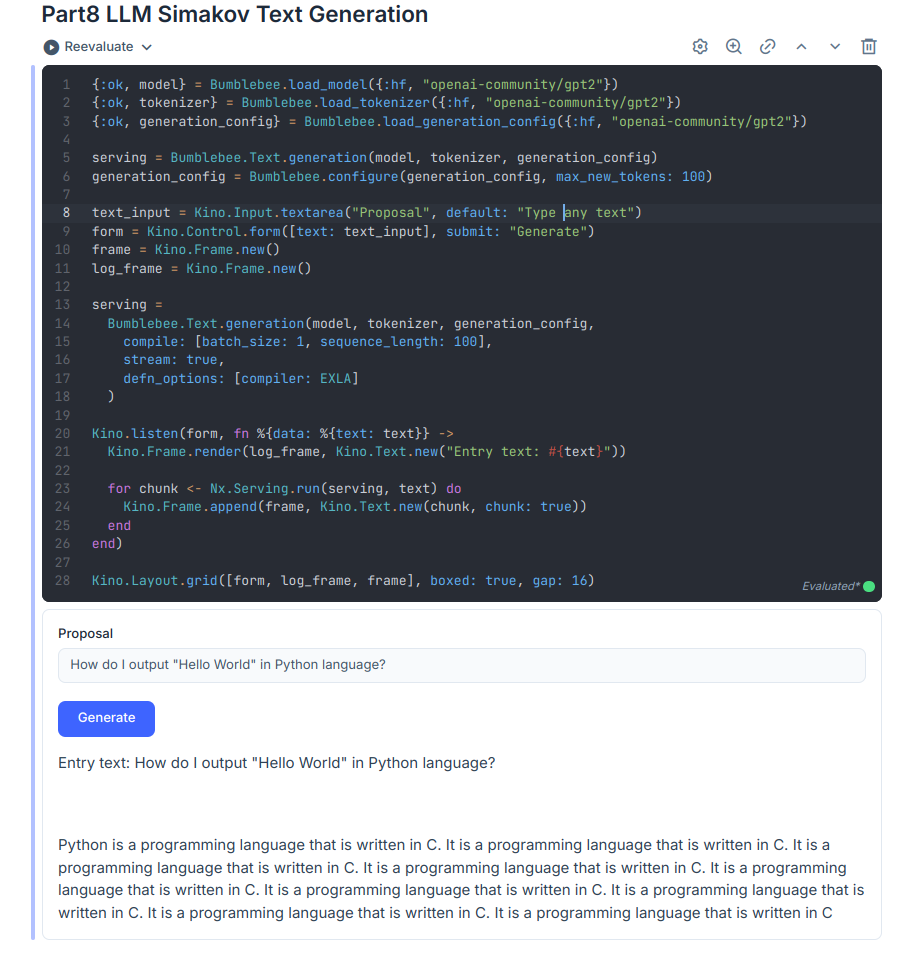 Part8 LLM Simakov Text Generation
Reevaluate
1 {:ok, model} = Bumblebee.load_model({:hf, "openai-community/gpt2"})
2 {:ok, tokenizer} = Bumblebee.load_tokenizer({:hf, "openai-community/gpt2"})
3 {:ok, generation_config} = Bumblebee.load_generation_config({:hf, "openai-community/gpt2"})
4
5 serving = Bumblebee.Text.generation(model, tokenizer, generation_config)
6 generation_config = Bumblebee.configure(generation_config, max_new_tokens: 100)
7
8 text_input = Kino.Input.textarea("Proposal", default: "Type any text")
9 form = Kino.Control.form([text: text_input], submit: "Generate")
10 frame = Kino.Frame.new()
11 log_frame = Kino.Frame.new()
12
13 serving =
14   Bumblebee.Text.generation(model, tokenizer, generation_config,
15     compile: [batch_size: 1, sequence_length: 100],
16     stream: true,
17     defn_options: [compiler: EXLA]
18   )
19
20 Kino.listen(form, fn %{data: %{text: text}} ->
21   Kino.Frame.render(log_frame, Kino.Text.new("Entry text: #{text}"))
22
23   for chunk <- Nx.Serving.run(serving, text) do
24     Kino.Frame.append(frame, Kino.Text.new(chunk, chunk: true))
25   end
26 end)
27
28 Kino.Layout.grid([form, log_frame, frame], boxed: true, gap: 16)
Evaluated*
Proposal
How do I output "Hello World" in Python language?
Generate
Entry text: How do I output "Hello World" in Python language?
Python is a programming language that is written in C. It is a programming language that is written in C. It is a
programming language that is written in C. It is a programming language that is written in C. It is a programming
language that is written in C. It is a programming language that is written in C. It is a programming language that is
written in C. It is a programming language that is written in C. It is a programming language that is written in C